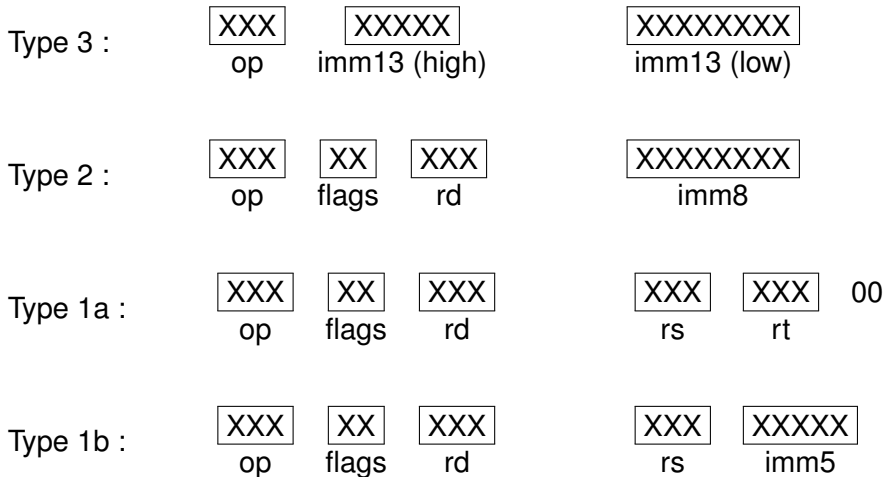 Type 3 : XXX XXXXX XXXXXXXX
op imm13 (high) imm13 (low)
Type 2 : XXX XX XXX XXXXXXXX
op flags rd imm8
Type 1a : XXX XX XXX XXX XXX 00
op flags rd rs rt
Type 1b : XXX XX XXX XXX XXXXX
op flags rd rs imm5